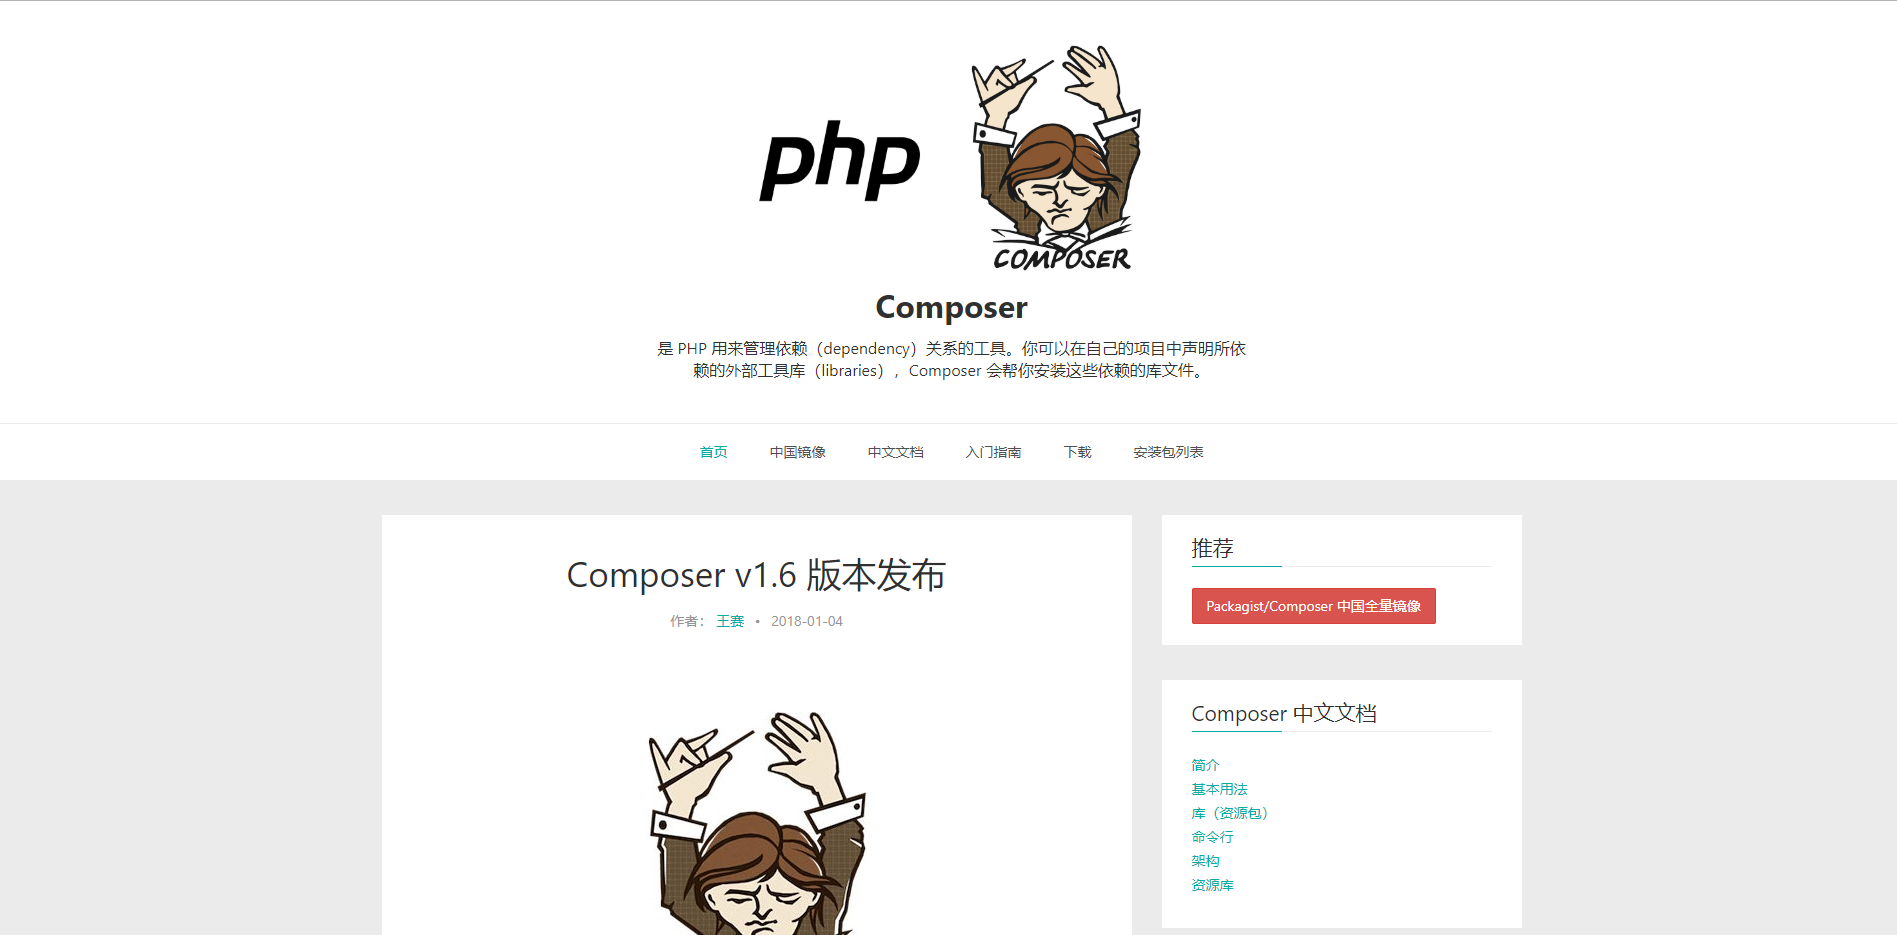 php
COMPOSER
Composer
是 PHP 用来管理依赖（dependency）关系的工具。你可以在自己的项目中声明所依
赖的外部工具库（libraries），Composer 会帮你安装这些依赖的库文件。
首页 中国镜像 中文文档 入门指南 下载 安装包列表
Composer v1.6 版本发布
作者： 王赛 • 2018-01-04
推荐
Packagist/Composer 中国全量镜像
Composer 中文文档
简介
基本用法
库（资源包）
命令行
架构
资源库